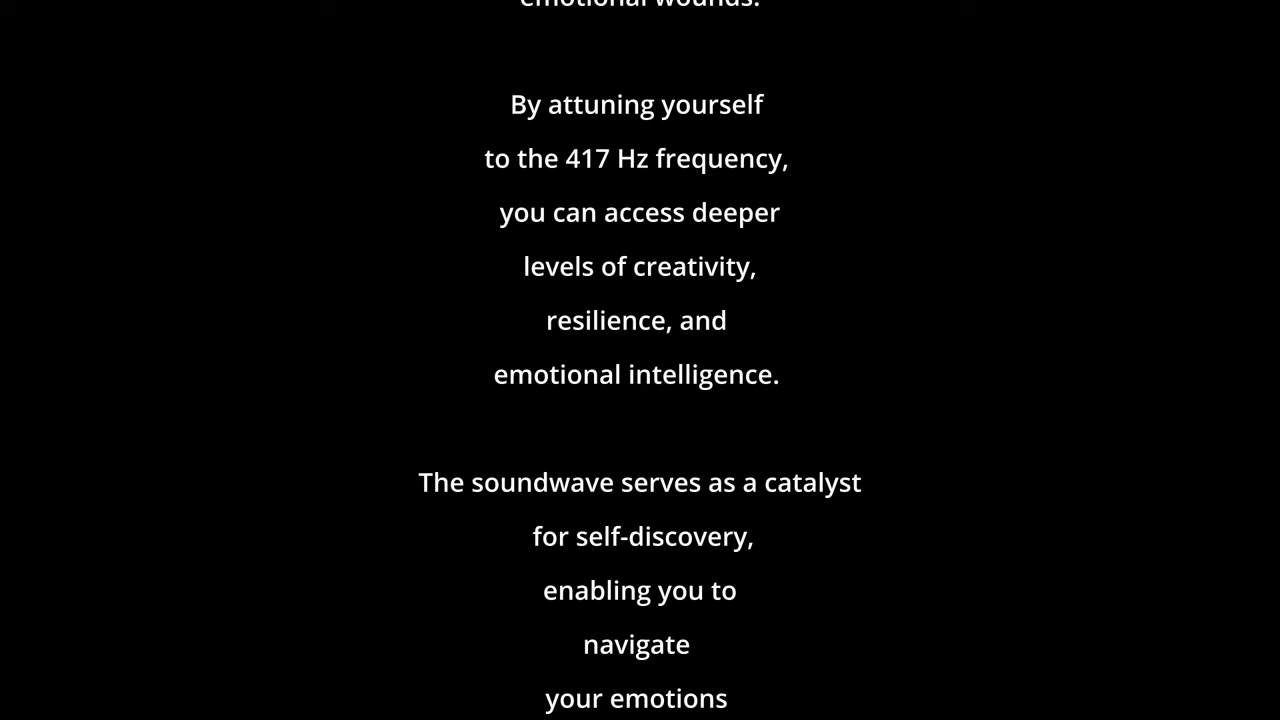 emotional wounds.
By attuning yourself
to the 417 Hz frequency,
you can access deeper
levels of creativity,
resilience, and
emotional intelligence.
The soundwave serves as a catalyst
for self-discovery,
enabling you to
navigate
your emotions